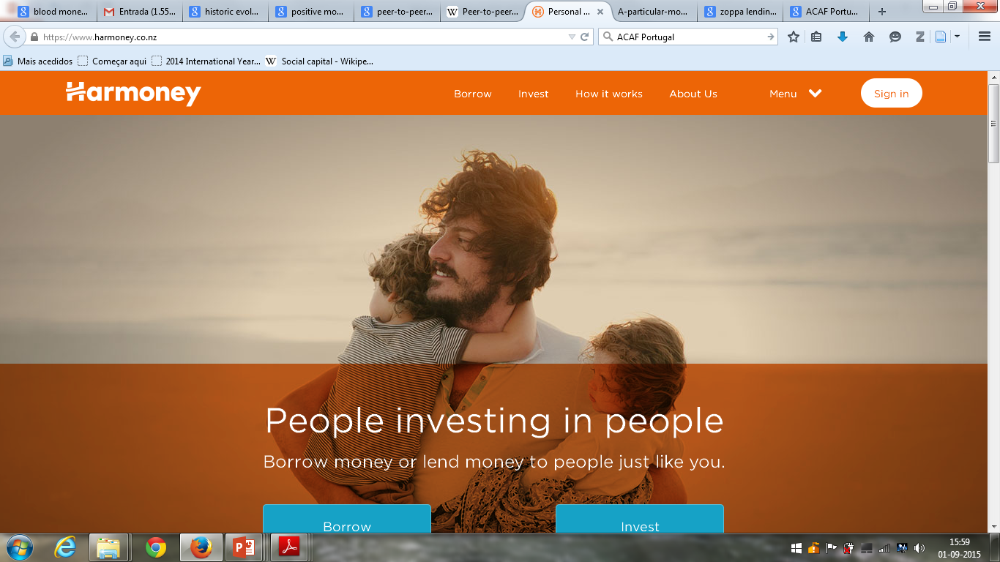 blood mone...
Entrada (1.55...
historic evol...
positive mo...
peer-to-peer...
Peer-to-peer...
Personal ...
A-particular-mo...
zoppa lendin...
ACAF Portu...
https://www.harmoney.co.nz
ACAF Portugal
Mais acedidos
Começar aqui
2014 International Year...
Social capital - Wikipe...
Harmoney
Borrow
Invest
How it works
About Us
Menu
Sign in
People investing in people
Borrow money or lend money to people just like you.
Borrow
Invest
15:59
01-09-2015